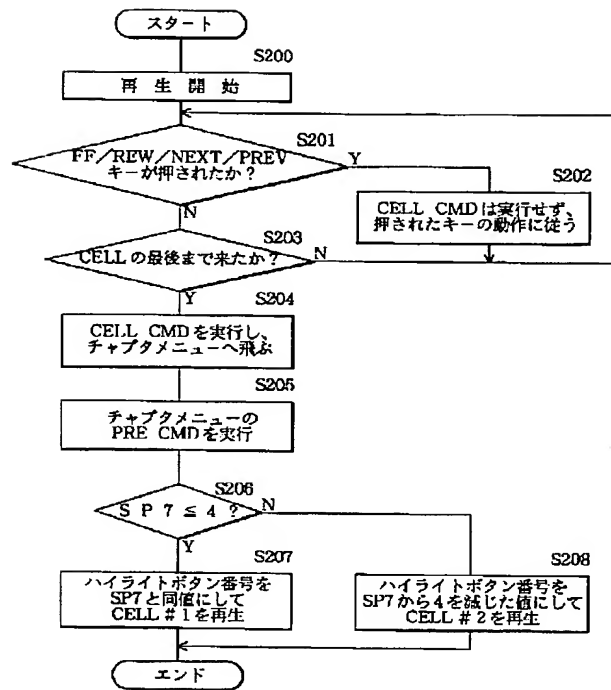 スタート
S200
再 生 開 始
S201
FF/REW/NEXT/PREV
キーが押されたか?
Y
N
S202
CELL CMDは実行せず、
押されたキーの動作に従う
S203
CELLの最後まで来たか?
N
Y
S204
CELL CMDを実行し、
チャプタメニューへ飛ぶ
S205
チャプタメニューの
PRE CMDを実行
S206
S P 7 ≦ 4 ?
N
Y
S207
ハイライトボタン番号を
SP7と同値にして
CELL#1を再生
S208
ハイライトボタン番号を
SP7から4を減じた値にして
CELL#2を再生
エンド